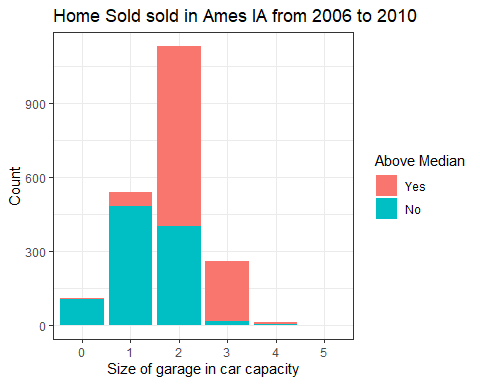 Home Sold sold in Ames IA from 2006 to 2010
Count
900
600
300
0
0 1 2 3 4 5
Size of garage in car capacity
Above Median
Yes
No